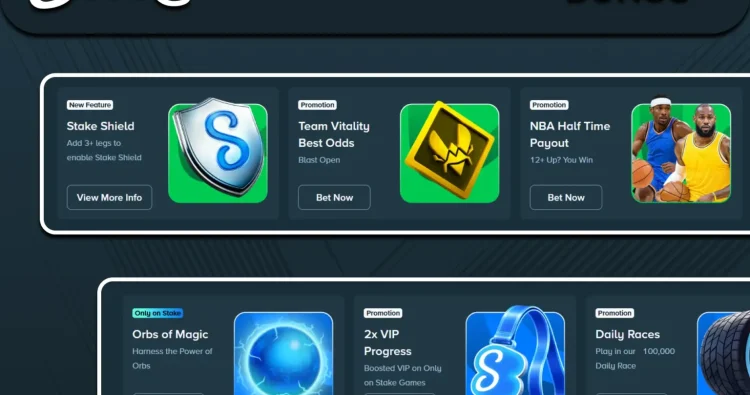 New Feature
Stake Shield
Add 3+ legs to
enable Stake Shield
View More Info
Promotion
Team Vitality
Best Odds
Blast Open
Bet Now
Promotion
NBA Half Time
Payout
12+ Up? You Win
Bet Now
Only on Stake
Orbs of Magic
Harness the Power of
Orbs
Promotion
2x VIP
Progress
Boosted VIP on Only
on Stake Games
Promotion
Daily Races
Play in our 100,000
Daily Race